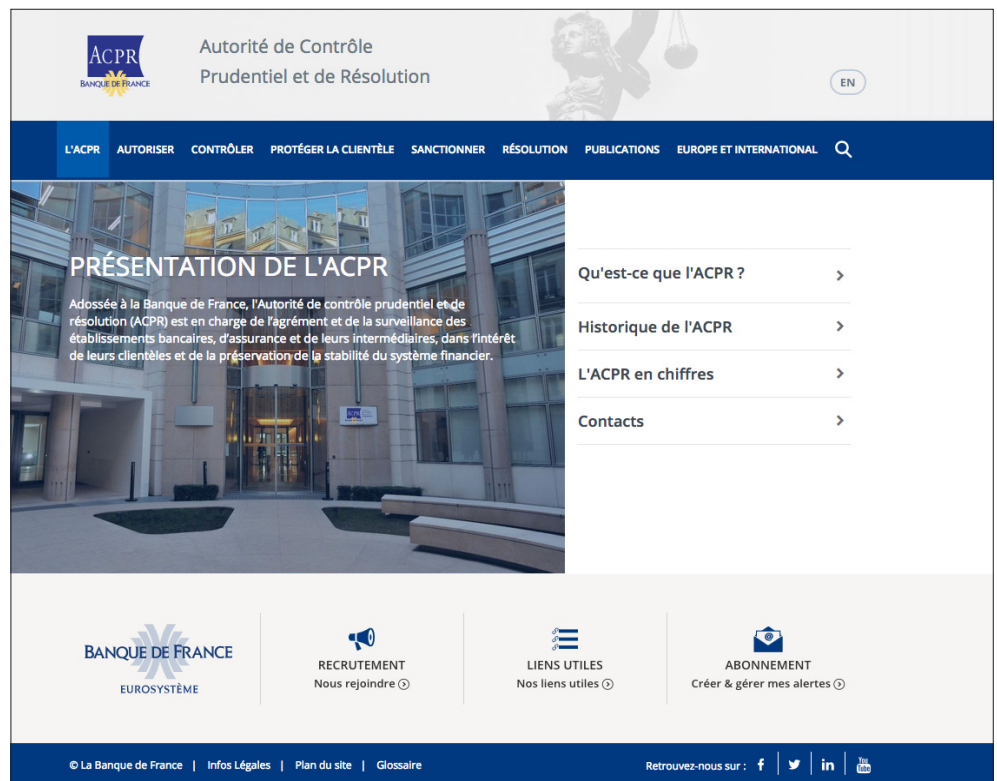 ACPR
BANQUE DE FRANCE
Autorité de Contrôle
Prudentiel et de Résolution
EN
L'ACPR AUTORISER CONTRÔLER PROTÉGER LA CLIENTÈLE SANCTIONNER RÉSOLUTION PUBLICATIONS EUROPE ET INTERNATIONAL
PRÉSENTATION DE L'ACPR
Adossée à la Banque de France, l'Autorité de contrôle prudentiel et de
résolution (ACPR) est en charge de l'agrément et de la surveillance des
établissements bancaires, d'assurance et de leurs intermédiaires, dans l'intérêt
de leurs clientèles et de la préservation de la stabilité du système financier.
ACPR
Qu'est-ce que l'ACPR ?
Historique de l'ACPR
L'ACPR en chiffres
Contacts
BANQUE DE FRANCE
EUROSYSTÈME
RECRUTEMENT
Nous rejoindre
LIENS UTILES
Nos liens utiles
ABONNEMENT
Créer & gérer mes alertes
© La Banque de France | Infos Légales | Plan du site | Glossaire
Retrouvez-nous sur : f | in | You Tube